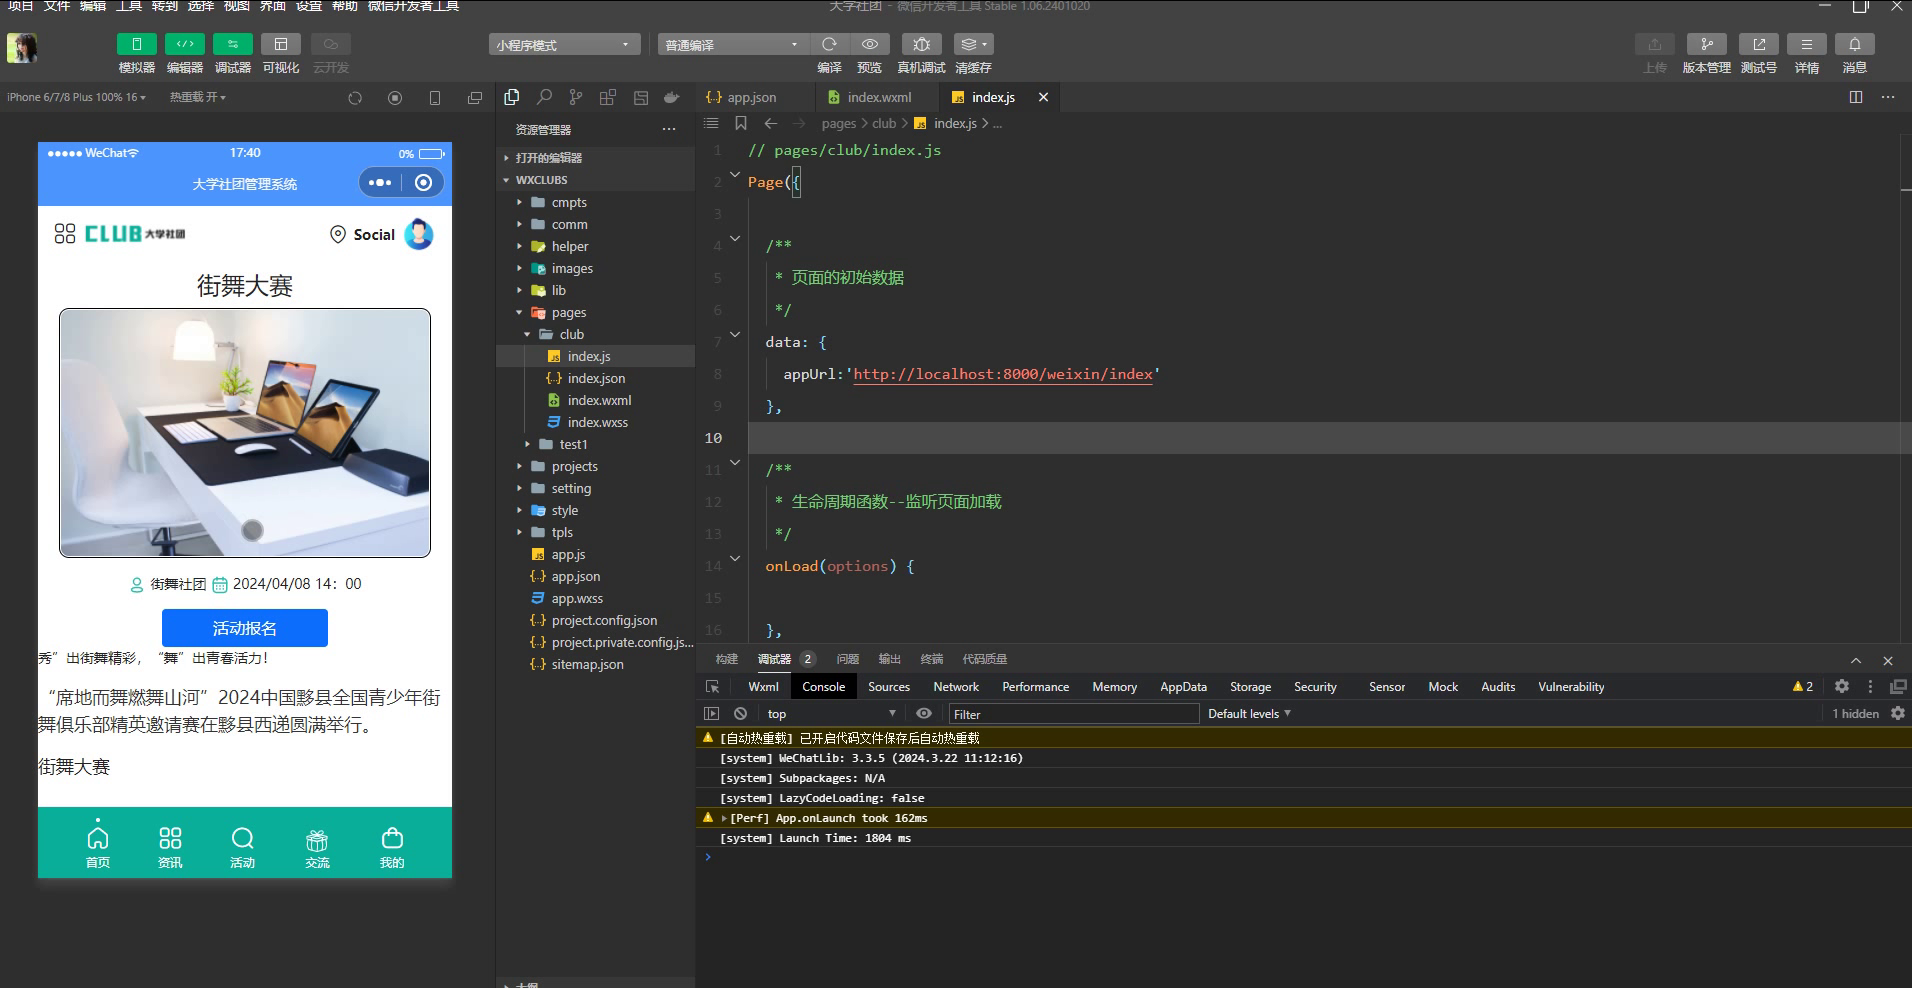 项目 文件 编辑 工具 转到 选择 视图 界面 设置 帮助 微信开发者工具
大学社团 - 微信开发者工具 Stable 1.06.2401020
模拟器 编辑器 调试器 可视化 云开发
小程序模式
普通编译
编译 预览 真机调试 清缓存
上传 版本管理 测试号 详情 消息
iPhone 6/7/8 Plus 100% 16
热重载 开
WeChat
17:40
0%
大学社团管理系统
CLUB大学社团
Social
街舞大赛
街舞社团 2024/04/08 14：00
活动报名
秀”出街舞精彩，“舞”出青春活力！
“席地而舞燃舞山河”2024中国黟县全国青少年街
舞俱乐部精英邀请赛在黟县西递圆满举行。
街舞大赛
首页 资讯 活动 交流 我的
资源管理器
打开的编辑器
WXCLUBS
cmpts
comm
helper
images
lib
pages
club
index.js
index.json
index.wxml
index.wxss
test1
projects
setting
style
tpls
app.js
app.json
app.wxss
project.config.json
project.private.config.js...
sitemap.json
大纲
app.json
index.wxml
index.js
pages > club > index.js > ...
1 // pages/club/index.js
2 Page({
3
4 /**
5 * 页面的初始数据
6 */
7 data: {
8 appUrl:'http://localhost:8000/weixin/index'
9 },
10
11 /**
12 * 生命周期函数--监听页面加载
13 */
14 onLoad(options) {
15
16 },
构建 调试器 2 问题 输出 终端 代码质量
Wxml Console Sources Network Performance Memory AppData Storage Security Sensor Mock Audits Vulnerability 2
top Filter Default levels 1 hidden
[自动热重载] 已开启代码文件保存后自动热重载
[system] WeChatLib: 3.3.5 (2024.3.22 11:12:16)
[system] Subpackages: N/A
[system] LazyCodeLoading: false
[Perf] App.onLaunch took 162ms
[system] Launch Time: 1804 ms